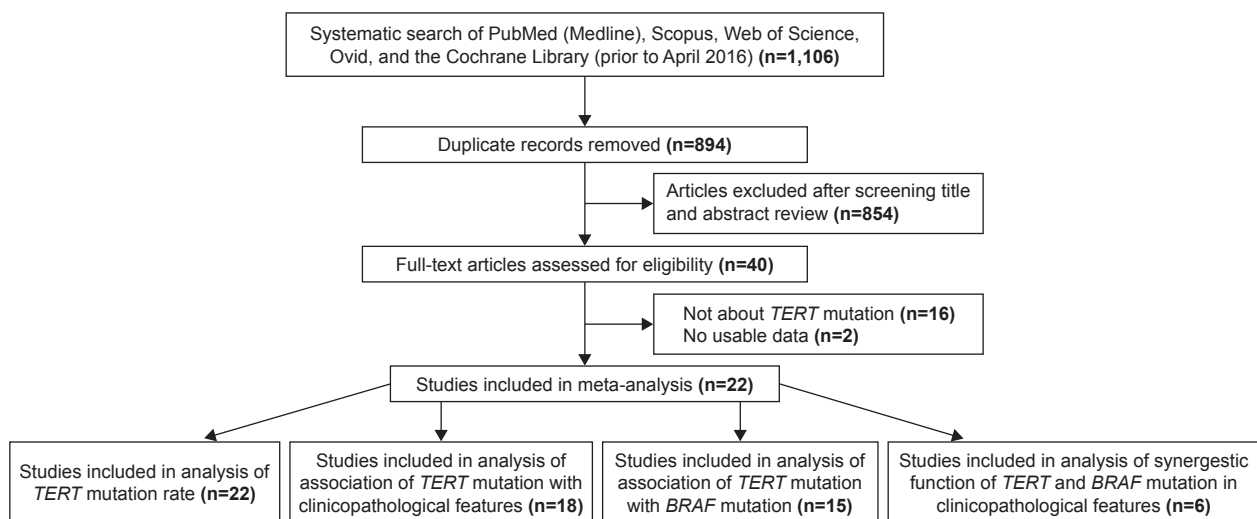 Systematic search of PubMed (Medline), Scopus, Web of Science,
Ovid, and the Cochrane Library (prior to April 2016) (n=1,106)
Duplicate records removed (n=894)
Articles excluded after screening title
and abstract review (n=854)
Full-text articles assessed for eligibility (n=40)
Not about TERT mutation (n=16)
No usable data (n=2)
Studies included in meta-analysis (n=22)
Studies included in analysis of
TERT mutation rate (n=22)
Studies included in analysis of
association of TERT mutation with
clinicopathological features (n=18)
Studies included in analysis of
association of TERT mutation
with BRAF mutation (n=15)
Studies included in analysis of synergestic
function of TERT and BRAF mutation in
clinicopathological features (n=6)